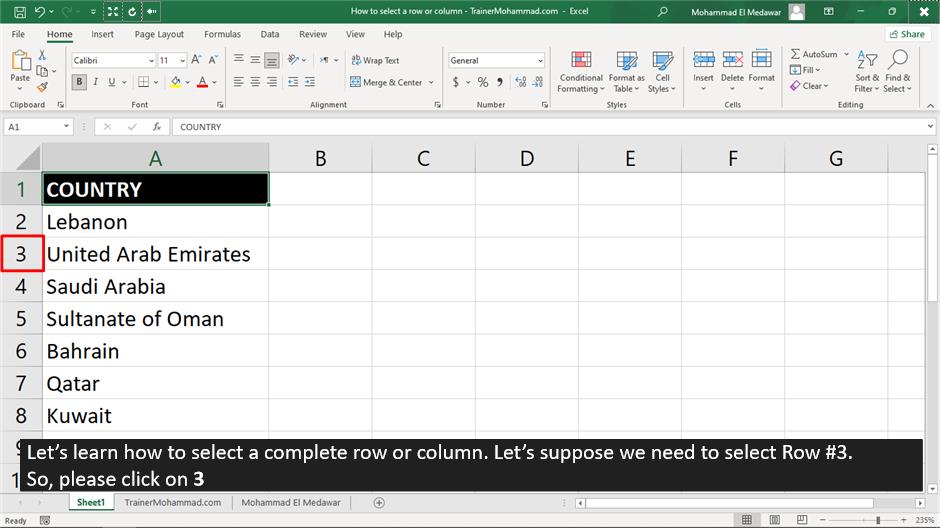 How to select a row or column - TrainerMohammad.com - Excel
Mohammad El Medawar
File Home Insert Page Layout Formulas Data Review View Help Share
Paste Calibri 11 Wrap Text General Conditional Format as Cell Insert Delete Format AutoSum Sort & Find &
B I U Merge & Center $ % Formatting Table Styles Fill Filter Select
Clear
Clipboard Font Alignment Number Styles Cells Editing
A1 fx COUNTRY
A B C D E F G
1 COUNTRY
2 Lebanon
3 United Arab Emirates
4 Saudi Arabia
5 Sultanate of Oman
6 Bahrain
7 Qatar
8 Kuwait
Let’s learn how to select a complete row or column. Let’s suppose we need to select Row #3.
So, please click on 3
Sheet1 TrainerMohammad.com Mohammad El Medawar
Ready 235%